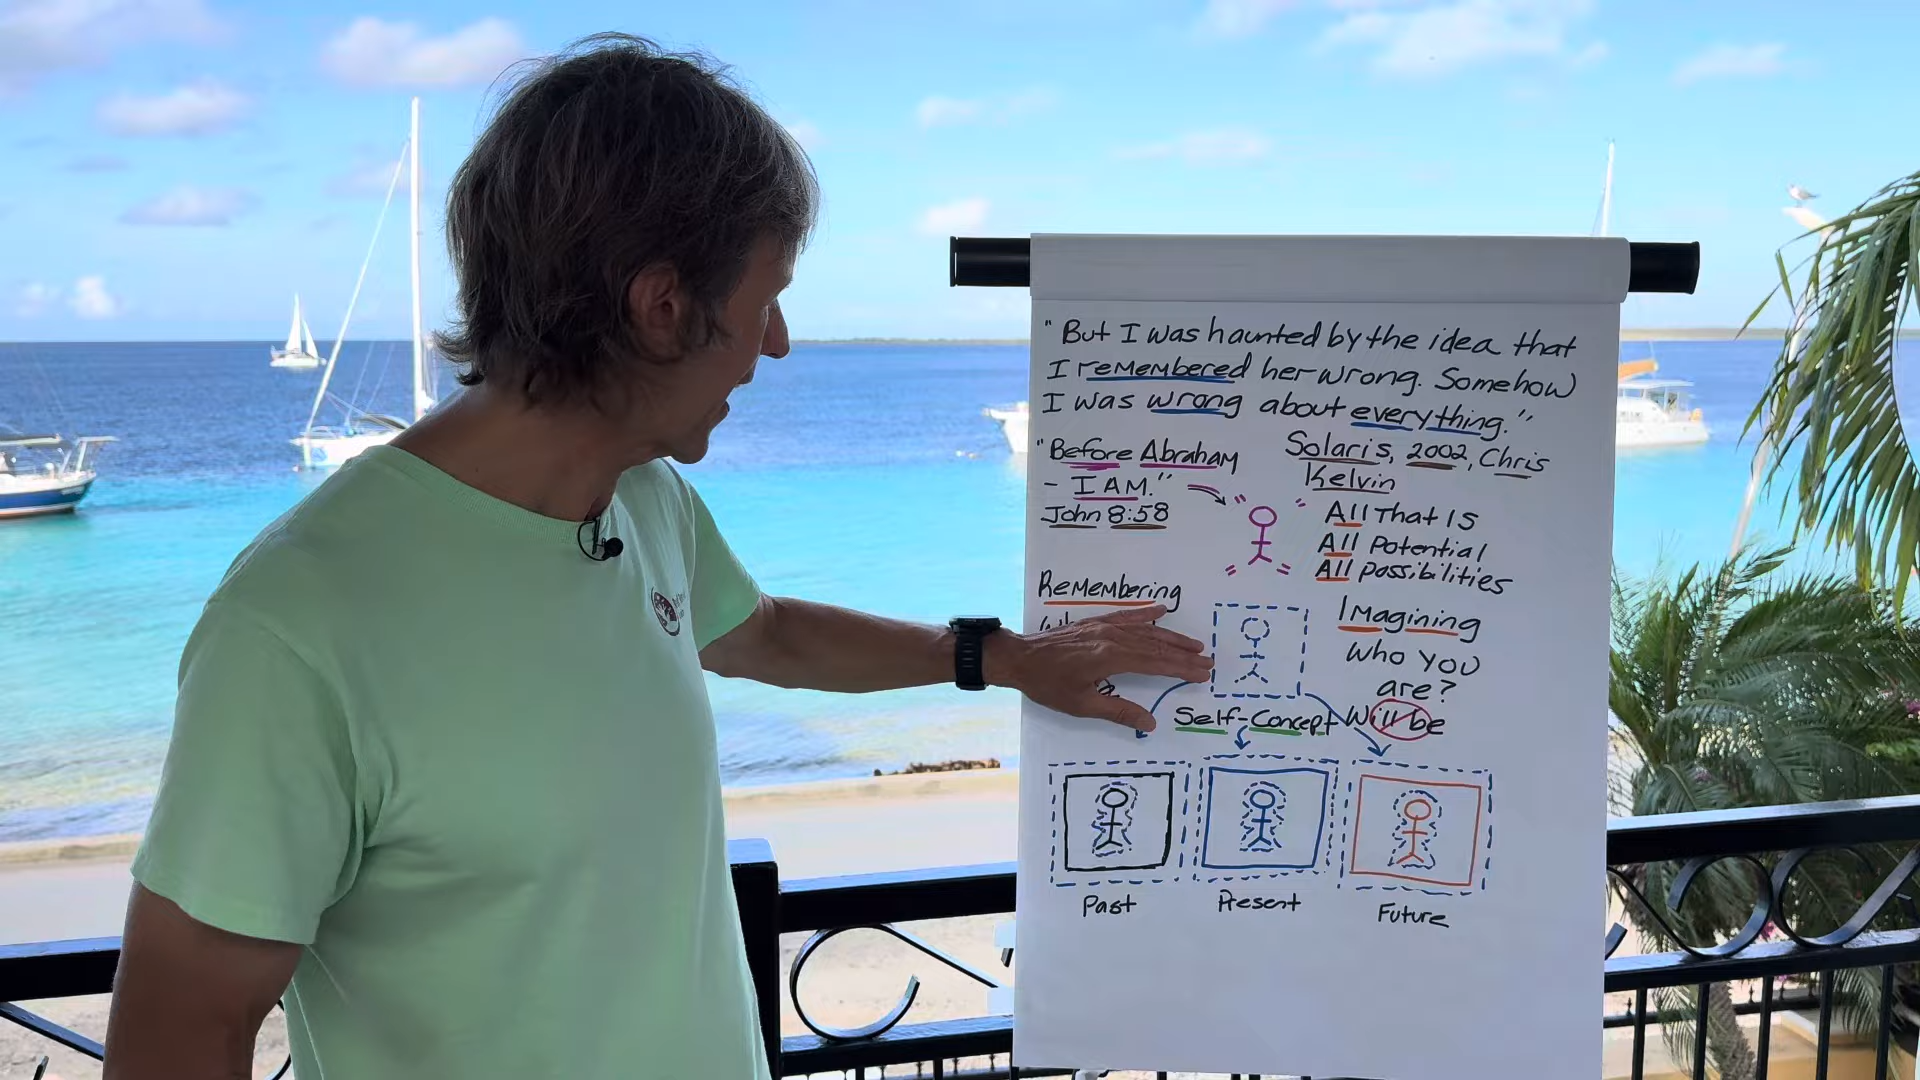 "But I was haunted by the idea that
I remembered her wrong. Somehow
I was wrong about everything."
Solaris, 2002, Chris
Kelvin
"Before Abraham
- I AM."
John 8:58
All That IS
All Potential
All possibilities
Remembering
Imagining
who you
are?
will be
Self-Concept
Past
Present
Future